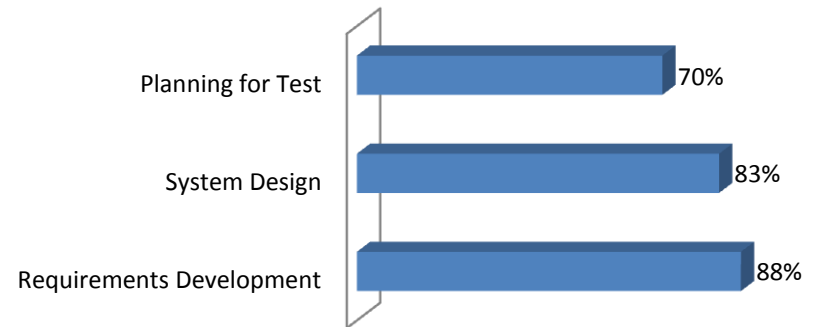 Planning for Test
70%
System Design
83%
Requirements Development
88%